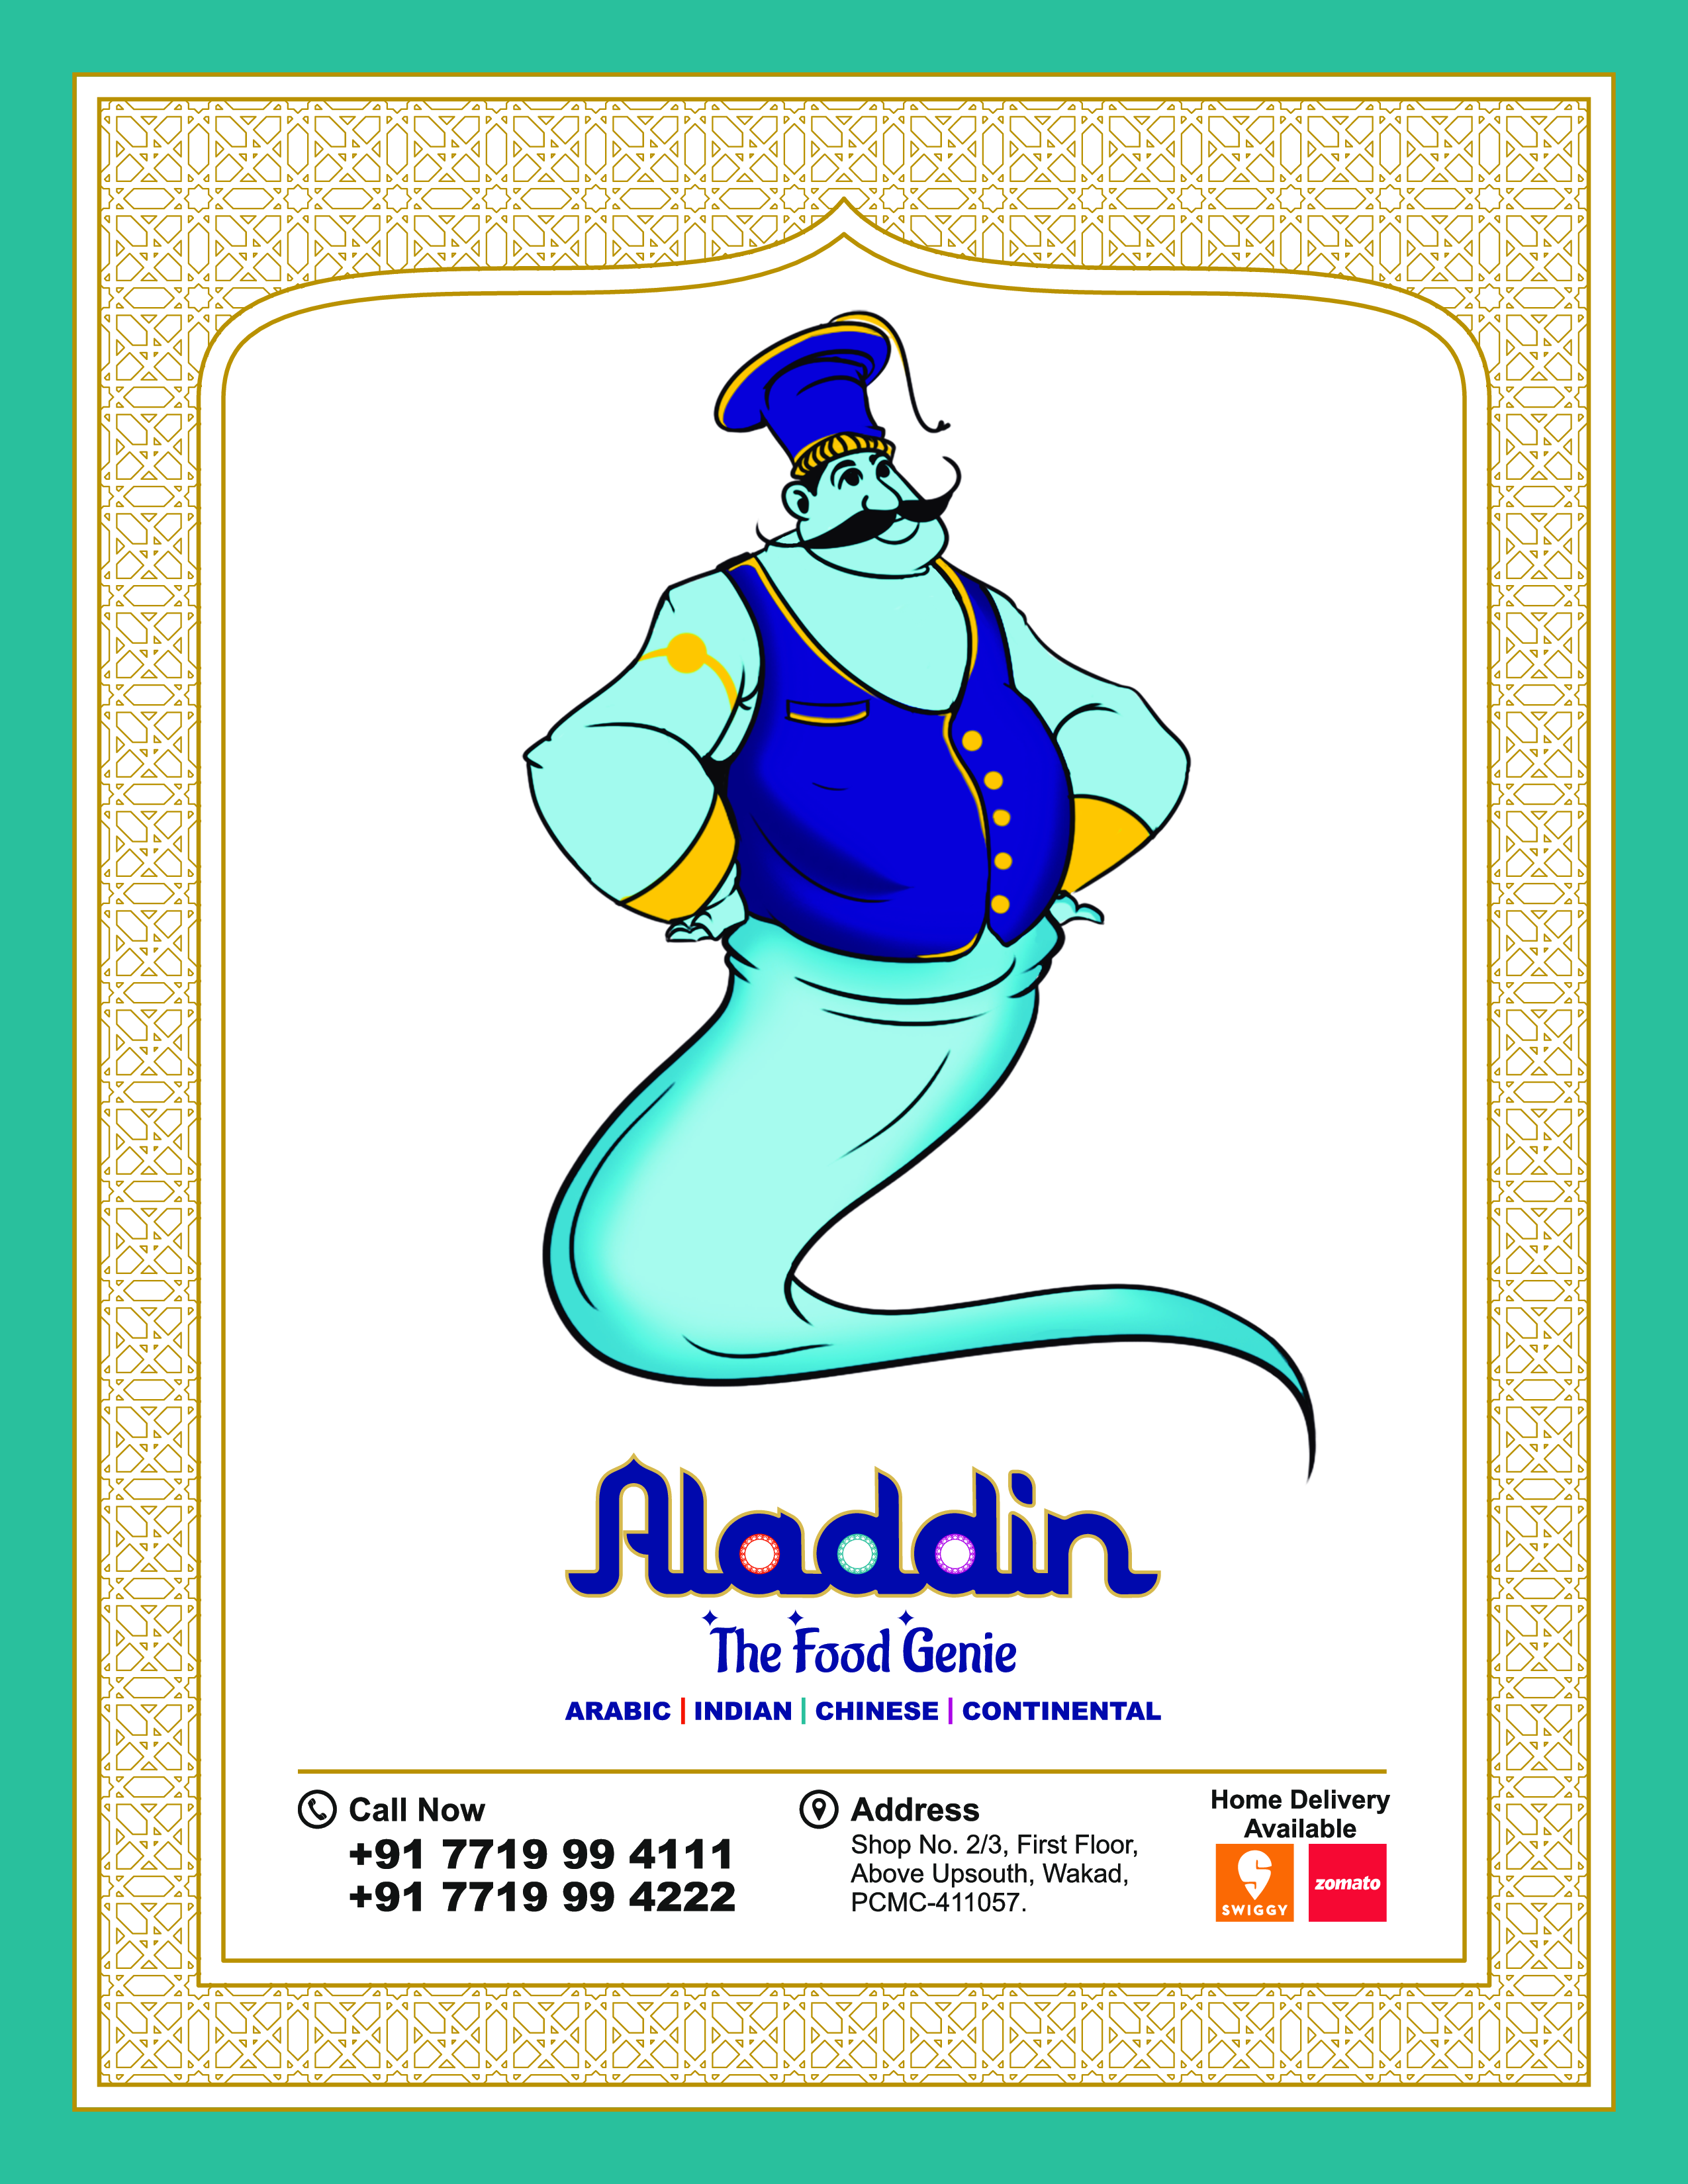 Aladdin
The Food Genie
ARABIC | INDIAN | CHINESE | CONTINENTAL
Call Now
+91 7719 99 4111
+91 7719 99 4222
Address
Shop No. 2/3, First Floor,
Above Upsouth, Wakad,
PCMC-411057.
Home Delivery
Available
SWIGGY
zomato